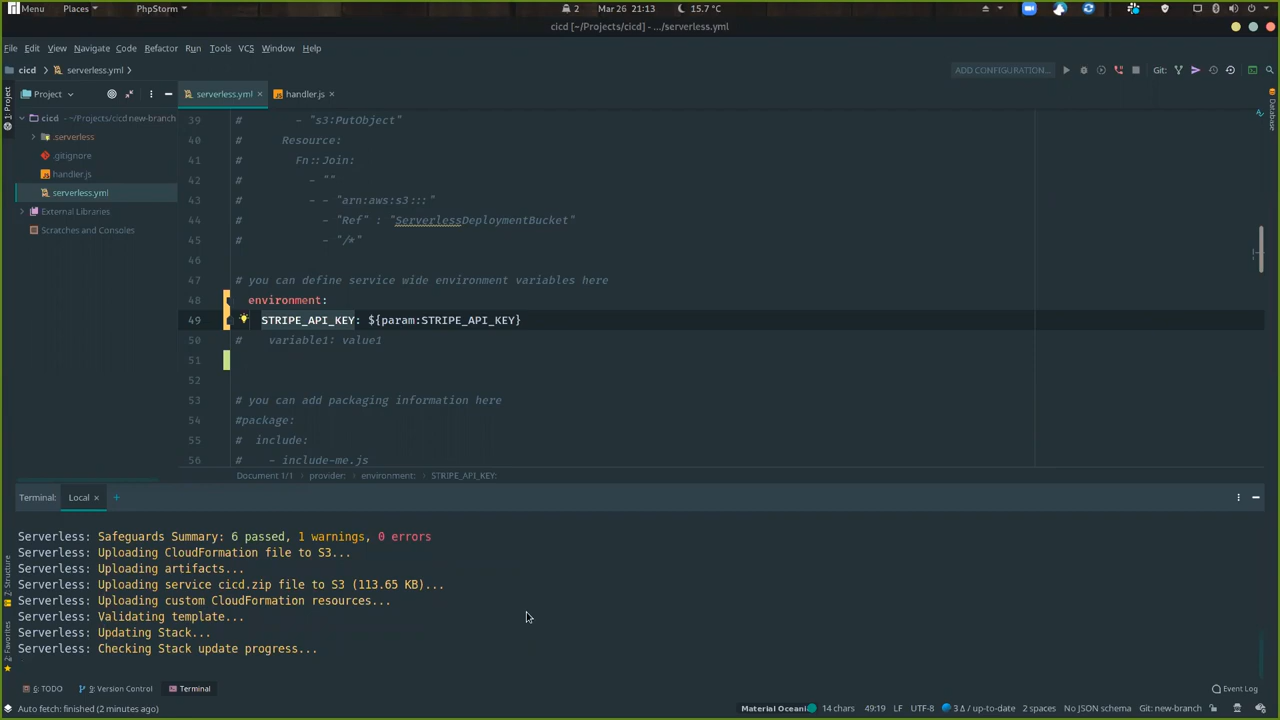 Menu Places PhpStorm 2 Mar 26 21:13 15.7 °C
cicd [~/Projects/cicd] - .../serverless.yml
File Edit View Navigate Code Refactor Run Tools VCS Window Help
cicd serverless.yml ADD CONFIGURATION... Git:
1: Project
Project
serverless.yml
handler.js
Database
cicd ~/Projects/cicd new-branch
.serverless
.gitignore
handler.js
serverless.yml
External Libraries
Scratches and Consoles
39 # - "s3:PutObject"
40 # Resource:
41 # Fn::Join:
42 # - ""
43 # - - "arn:aws:s3:::"
44 # - "Ref" : "ServerlessDeploymentBucket"
45 # - "/*"
46
47 # you can define service wide environment variables here
48 environment:
49 STRIPE_API_KEY: ${param:STRIPE_API_KEY}
50 # variable1: value1
51
52
53 # you can add packaging information here
54 #package:
55 # include:
56 # - include-me.js
Document 1/1 provider: environment: STRIPE_API_KEY:
Terminal: Local
Serverless: Safeguards Summary: 6 passed, 1 warnings, 0 errors
Serverless: Uploading CloudFormation file to S3...
Serverless: Uploading artifacts...
Serverless: Uploading service cicd.zip file to S3 (113.65 KB)...
Serverless: Uploading custom CloudFormation resources...
Serverless: Validating template...
Serverless: Updating Stack...
Serverless: Checking Stack update progress...
7: Structure
2: Favorites
6: TODO 9: Version Control Terminal Event Log
Auto fetch: finished (2 minutes ago) Material Oceani 14 chars 49:19 LF UTF-8 3 Δ / up-to-date 2 spaces No JSON schema Git: new-branch